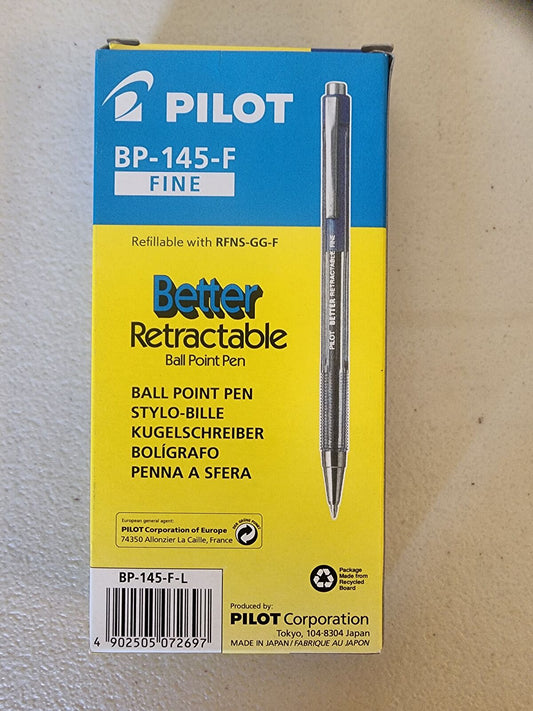 PILOT
BP-145-F
FINE
Refillable with RFNS-GG-F
Better
Retractable
Ball Point Pen
PILOT BETTER RETRACTABLE FINE
BALL POINT PEN
STYLO-BILLE
KUGELSCHREIBER
BOLÍGRAFO
PENNA A SFERA
European general agent:
PILOT Corporation of Europe
74350 Allonzier La Caille, France
Package
Made from
Recycled
Board
BP-145-F-L
4 902505 072697
Produced by:
PILOT Corporation
Tokyo, 104-8304 Japan
MADE IN JAPAN / FABRIQUE AU JAPON